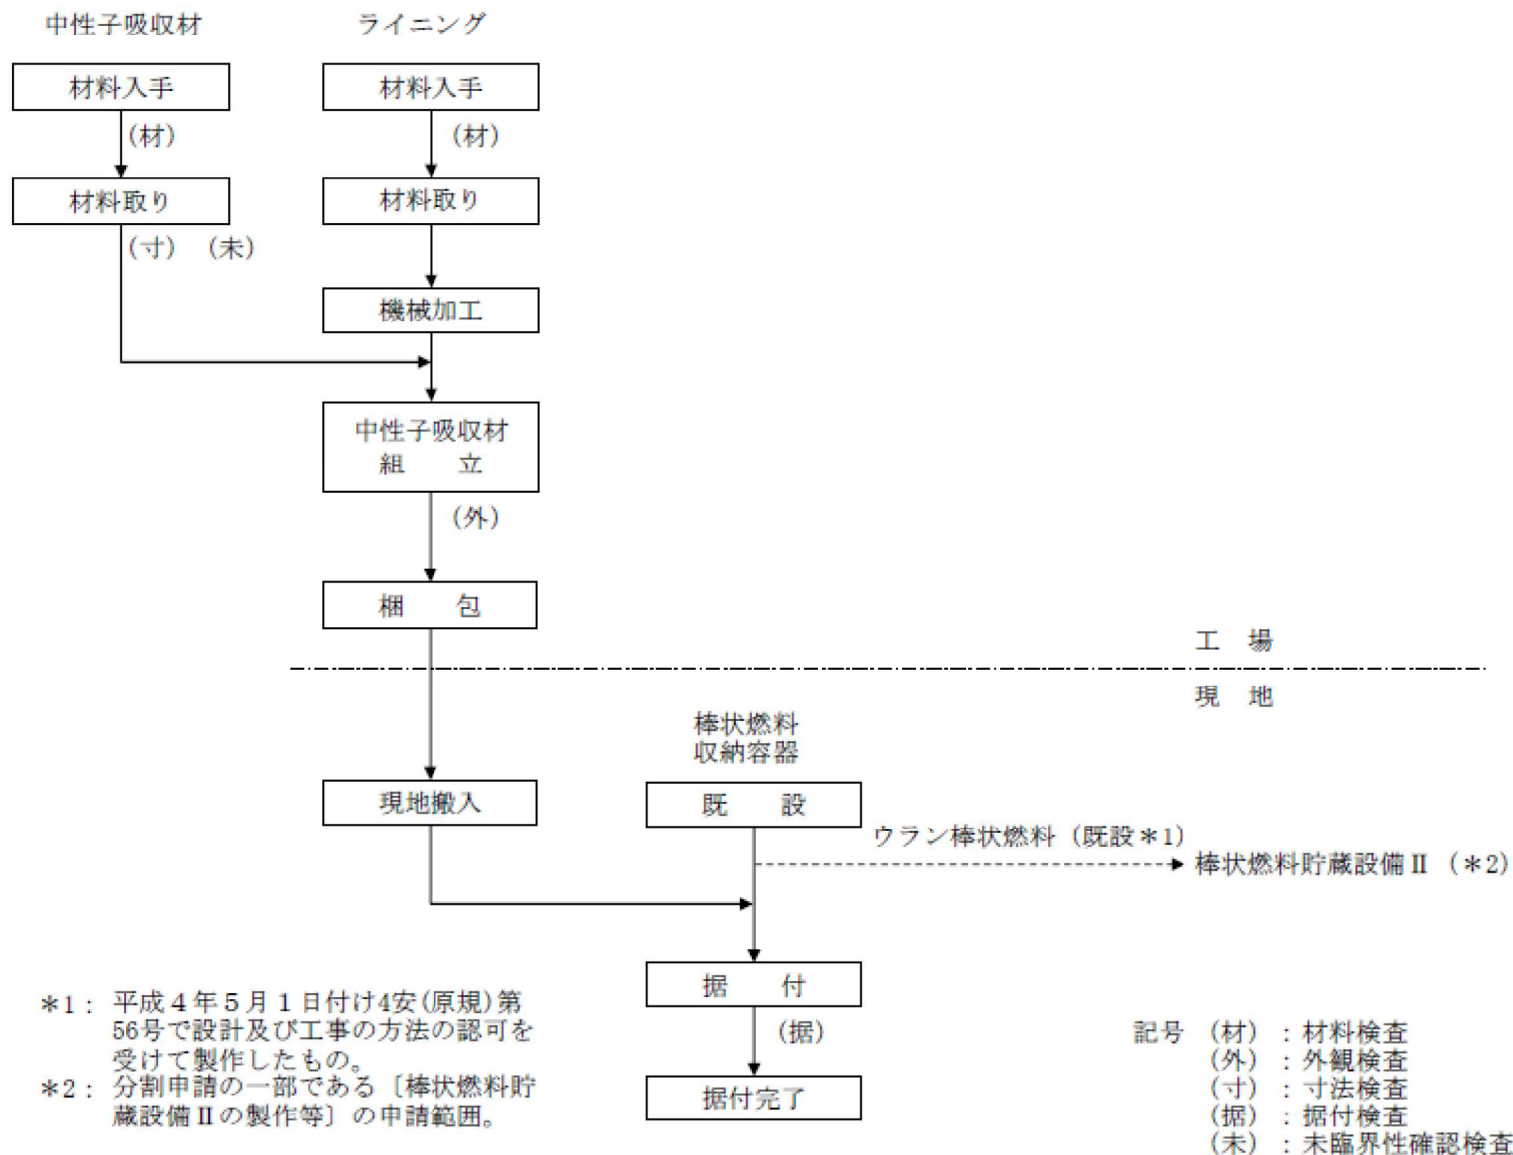 中性子吸収材
ライニング
材料入手
材料入手
(材)
(材)
材料取り
材料取り
(寸) (未)
機械加工
中性子吸収材
組 立
(外)
梱 包
工 場
現 地
棒状燃料
収納容器
現地搬入
既 設
ウラン棒状燃料 (既設*1)
棒状燃料貯蔵設備Ⅱ (*2)
据 付
(据)
据付完了
*1: 平成4年5月1日付け4安(原規)第
56号で設計及び工事の方法の認可を
受けて製作したもの。
*2: 分割申請の一部である〔棒状燃料貯
蔵設備Ⅱの製作等〕の申請範囲。
記号 (材) : 材料検査
(外) : 外観検査
(寸) : 寸法検査
(据) : 据付検査
(未) : 未臨界性確認検査